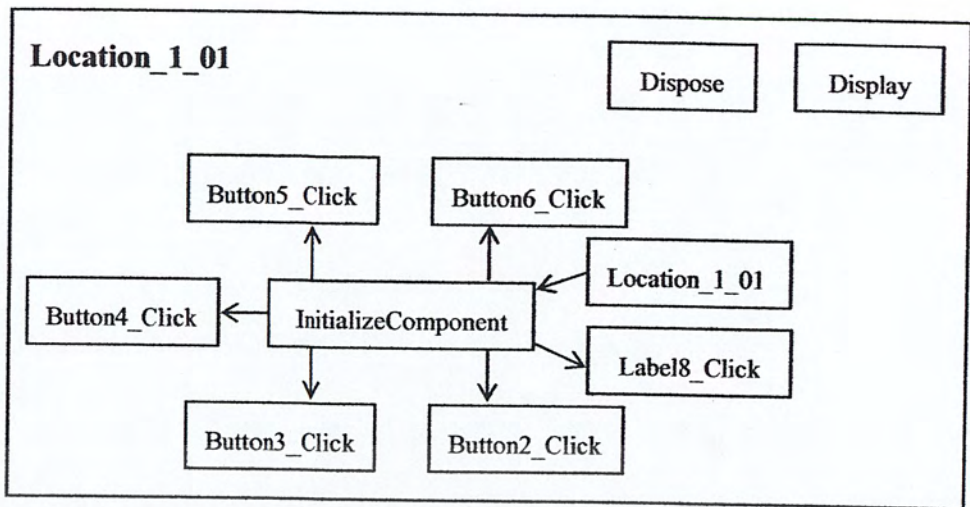 Location_1_01
Dispose
Display
Button5_Click
Button6_Click
Location_1_01
Button4_Click
InitializeComponent
Label8_Click
Button3_Click
Button2_Click